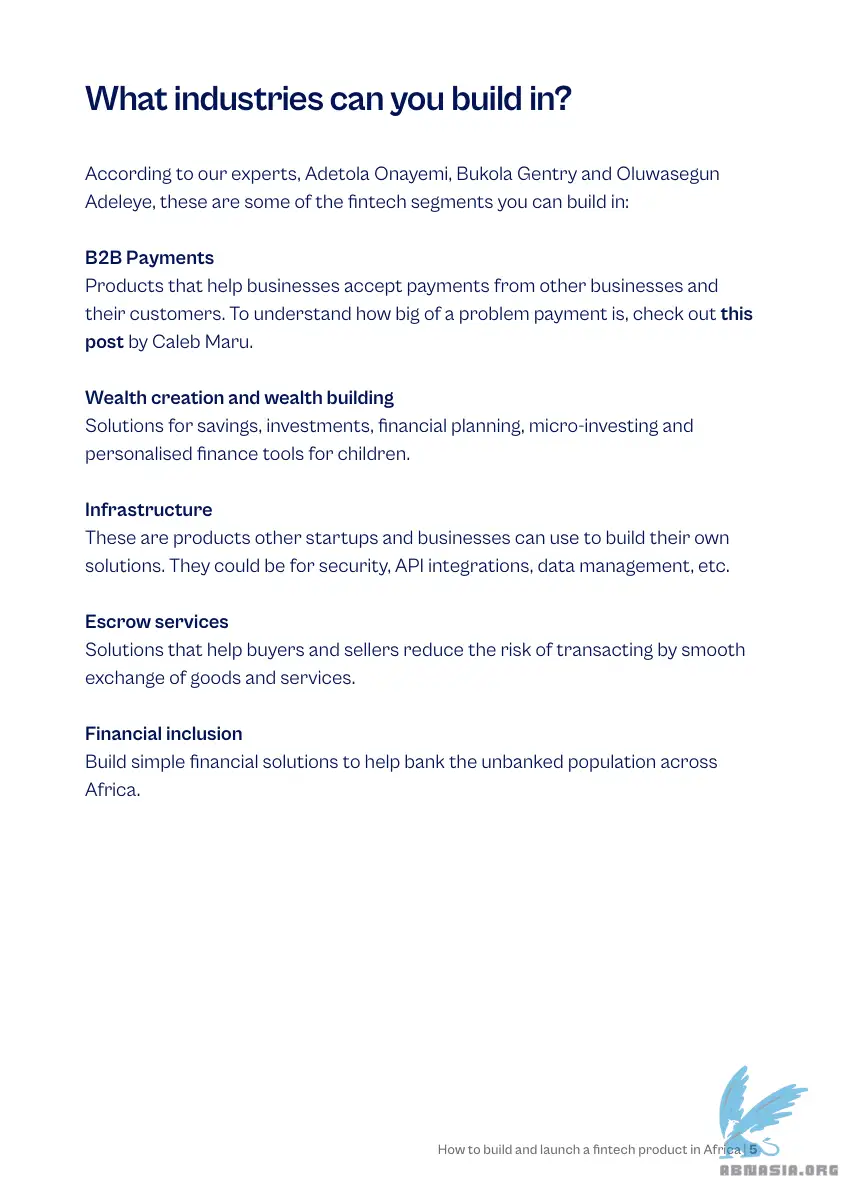 What industries can you build in?
According to our experts, Adetola Onayemi, Bukola Gentry and Oluwasegun
Adeleye, these are some of the fintech segments you can build in:
B2B Payments
Products that help businesses accept payments from other businesses and
their customers. To understand how big of a problem payment is, check out this
post by Caleb Maru.
Wealth creation and wealth building
Solutions for savings, investments, financial planning, micro-investing and
personalised finance tools for children.
Infrastructure
These are products other startups and businesses can use to build their own
solutions. They could be for security, API integrations, data management, etc.
Escrow services
Solutions that help buyers and sellers reduce the risk of transacting by smooth
exchange of goods and services.
Financial inclusion
Build simple financial solutions to help bank the unbanked population across
Africa.
How to build and launch a fintech product in Africa | 5
ABNASIA.ORG